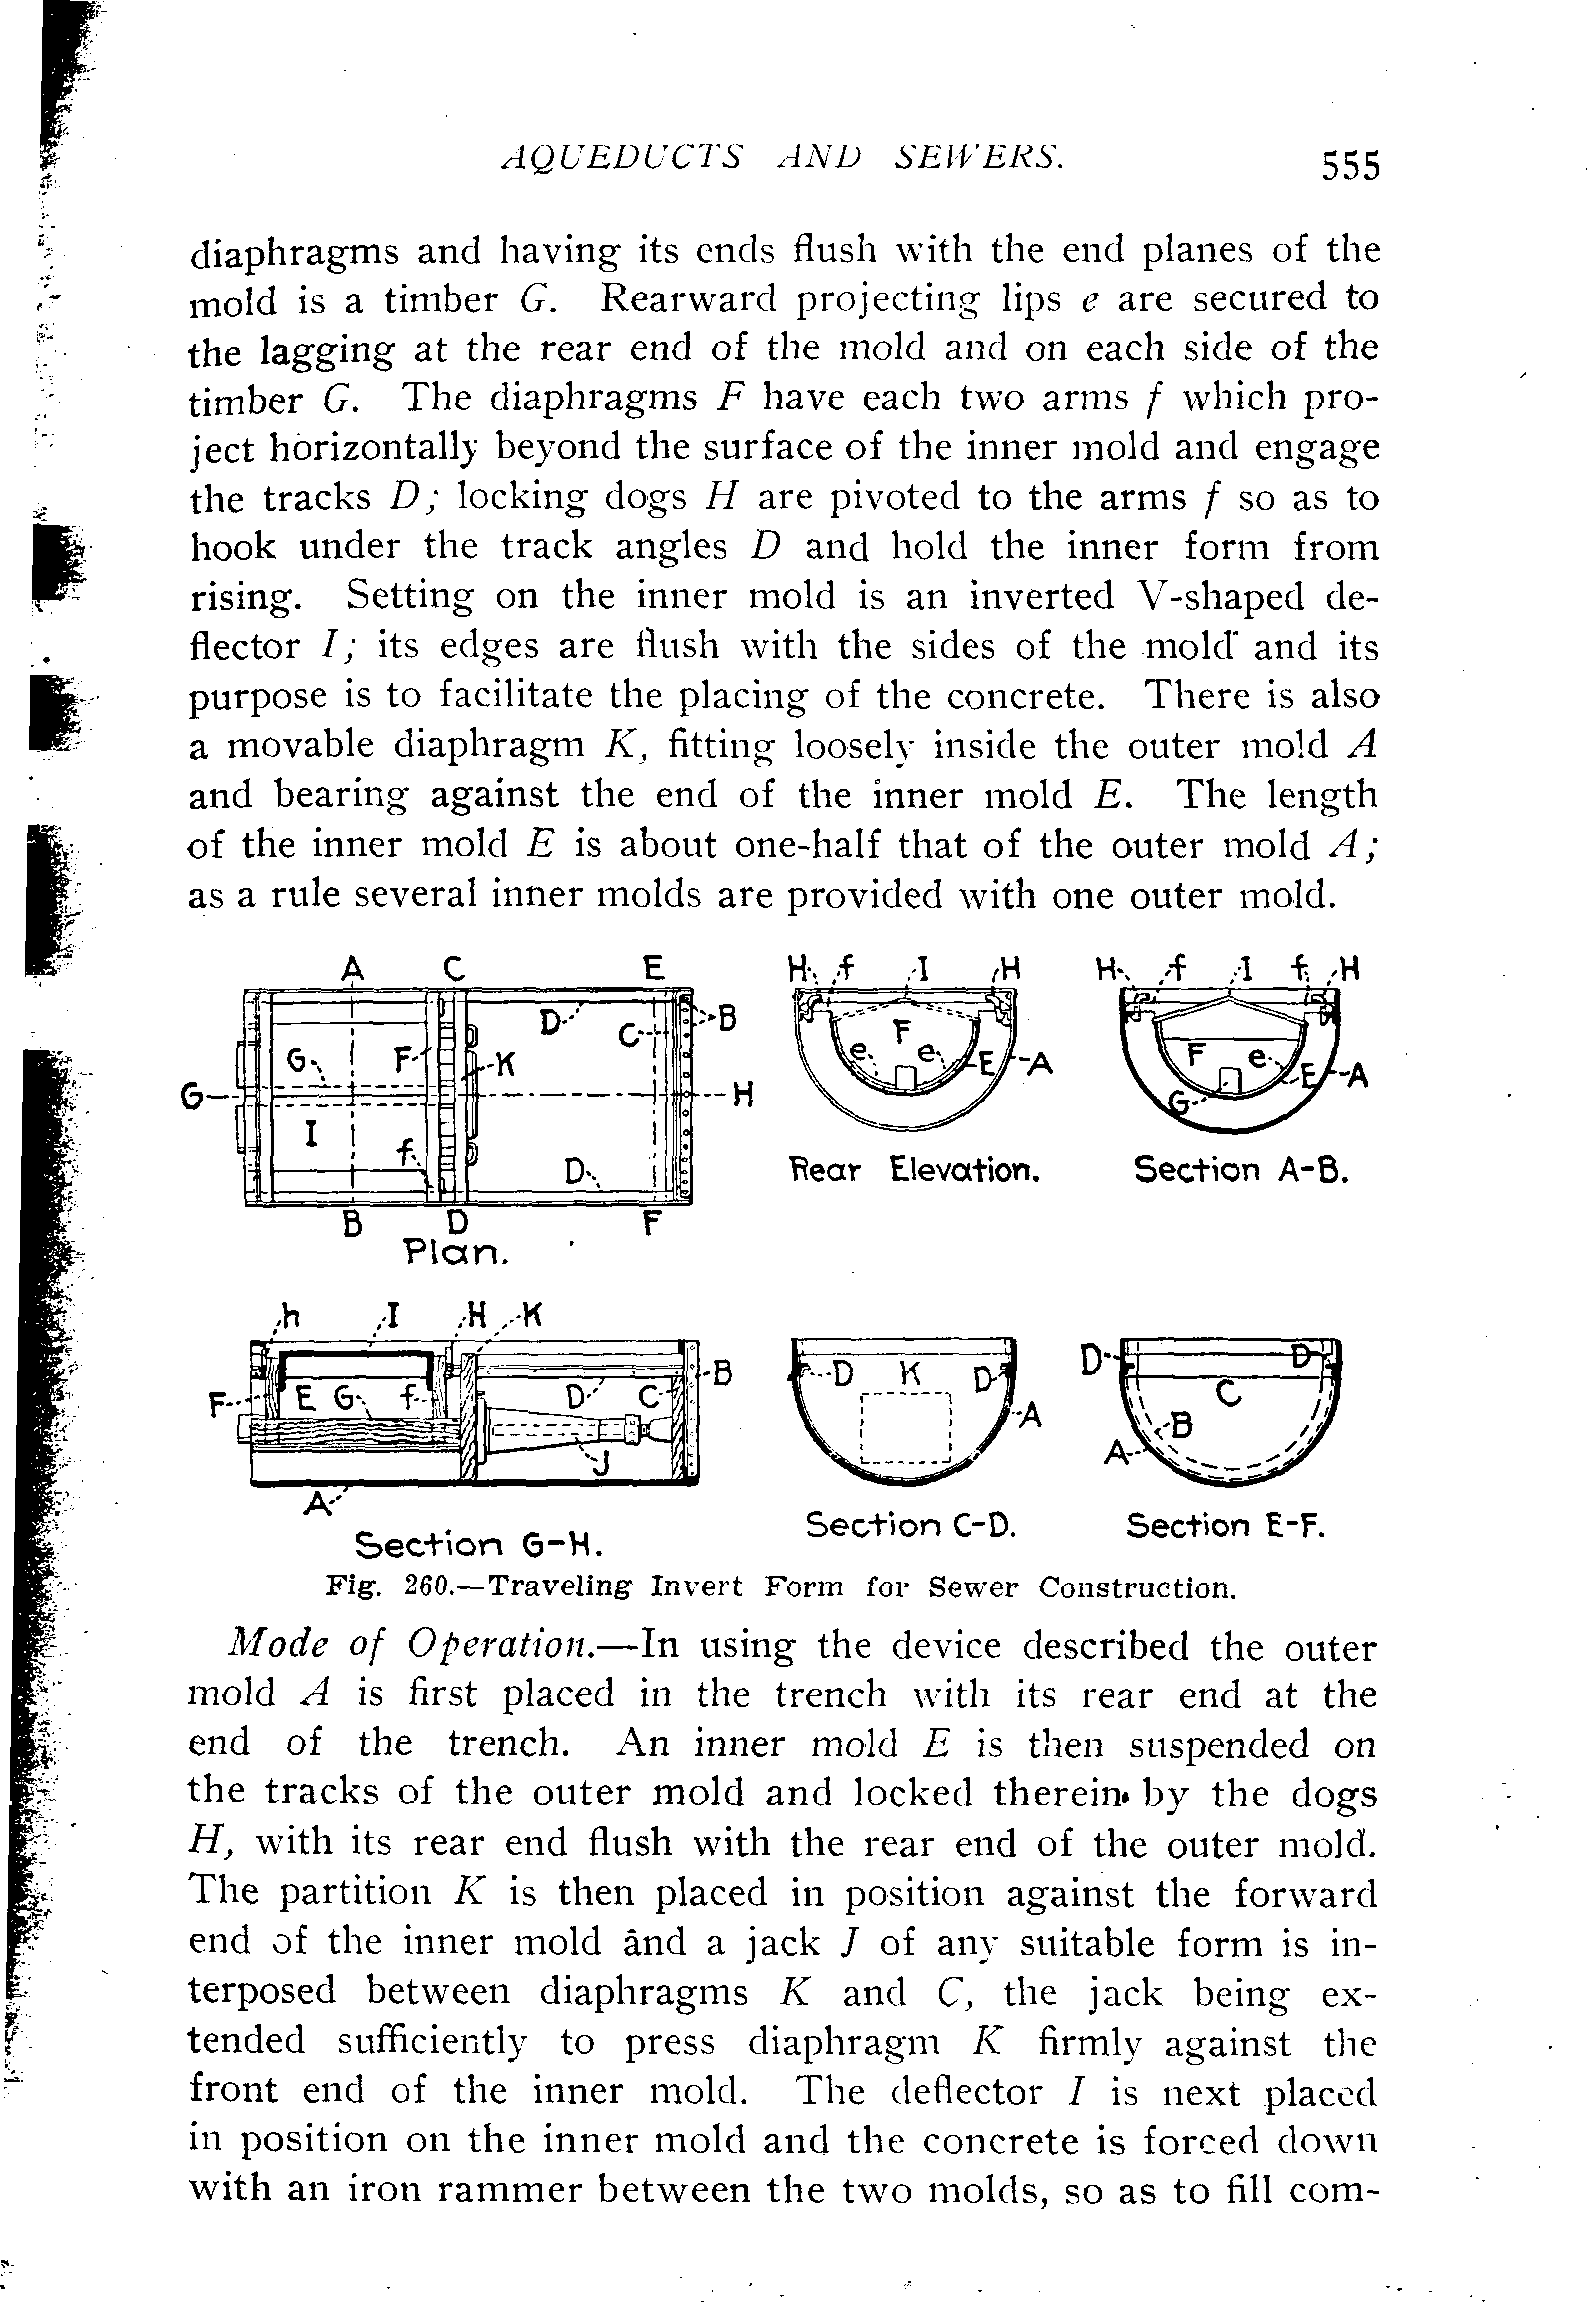 AQUEDUCTS AND SEWERS.
555
diaphragms and having its ends flush with the end planes of the
mold is a timber G. Rearward projecting lips e are secured to
the lagging at the rear end of the mold and on each side of the
timber G. The diaphragms F have each two arms f which pro-
ject horizontally beyond the surface of the inner mold and engage
the tracks D; locking dogs H are pivoted to the arms f so as to
hook under the track angles D and hold the inner form from
rising. Setting on the inner mold is an inverted V-shaped de-
flector I; its edges are flush with the sides of the mold and its
purpose is to facilitate the placing of the concrete. There is also
a movable diaphragm K, fitting loosely inside the outer mold A
and bearing against the end of the inner mold E. The length
of the inner mold E is about one-half that of the outer mold A;
as a rule several inner molds are provided with one outer mold.
A C E
D C B
G F K
G H
I f D
B D F
Plan.
H f I H
F
e e E A
Rear Elevation.
H f I f H
F e E A
G
Section A-B.
h I H K
B
F E G f D C
J
A
Section G-H.
D K D
A
Section C-D.
D D
C
B
A
Section E-F.
Fig. 260.—Traveling Invert Form for Sewer Construction.
Mode of Operation.—In using the device described the outer
mold A is first placed in the trench with its rear end at the
end of the trench. An inner mold E is then suspended on
the tracks of the outer mold and locked therein by the dogs
H, with its rear end flush with the rear end of the outer mold.
The partition K is then placed in position against the forward
end of the inner mold and a jack J of any suitable form is in-
terposed between diaphragms K and C, the jack being ex-
tended sufficiently to press diaphragm K firmly against the
front end of the inner mold. The deflector I is next placed
in position on the inner mold and the concrete is forced down
with an iron rammer between the two molds, so as to fill com-